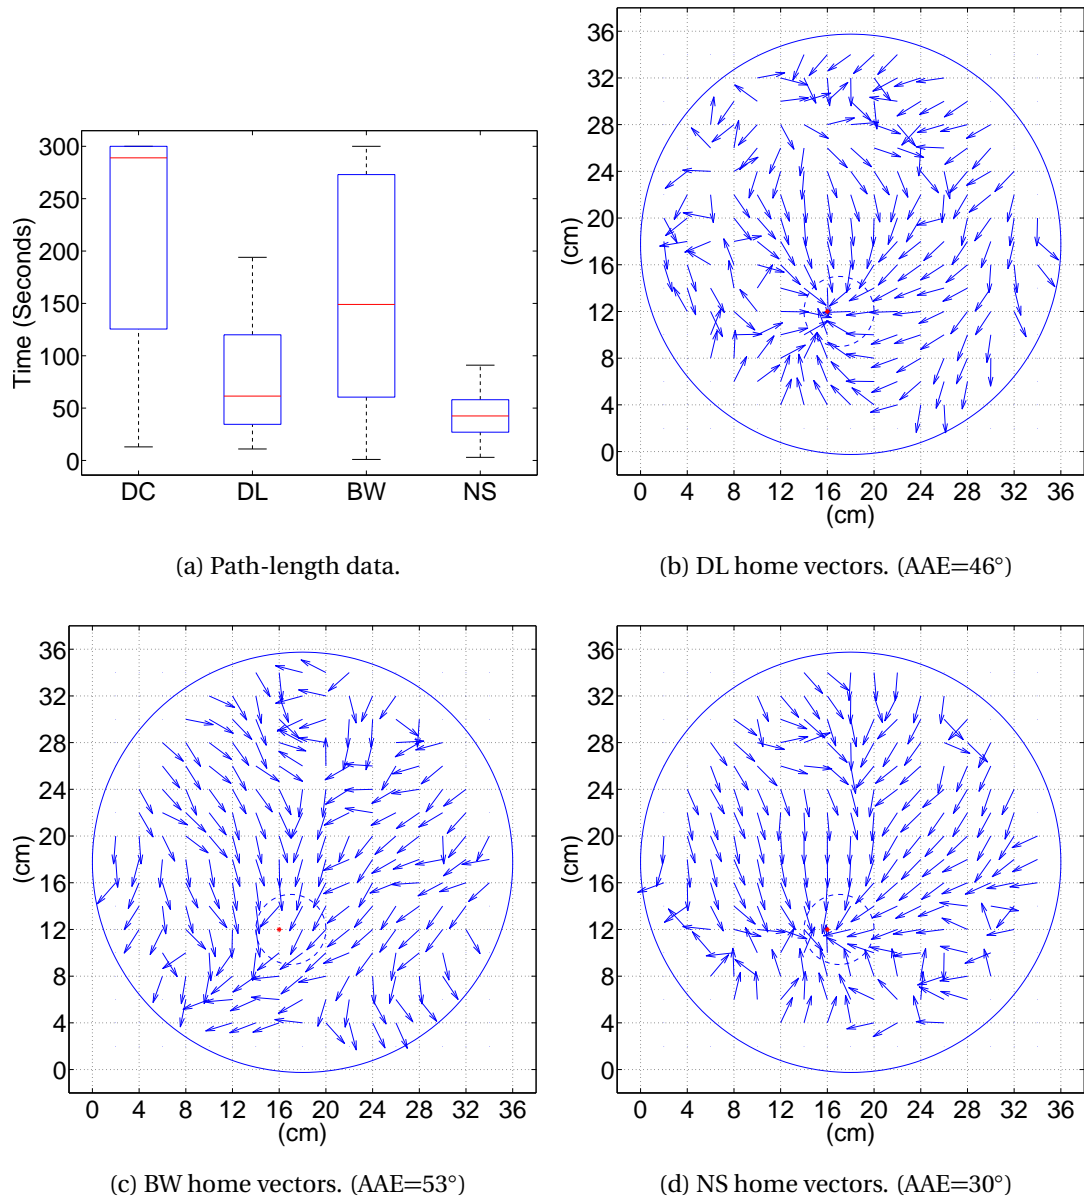 300
250
200
150
100
50
0
Time (Seconds)
DC DL BW NS
(a) Path-length data.
36
32
28
24
20
16
12
8
4
0
(cm)
0 4 8 12 16 20 24 28 32 36
(cm)
(b) DL home vectors. (AAE=46°)
36
32
28
24
20
16
12
8
4
0
(cm)
0 4 8 12 16 20 24 28 32 36
(cm)
(c) BW home vectors. (AAE=53°)
36
32
28
24
20
16
12
8
4
0
(cm)
0 4 8 12 16 20 24 28 32 36
(cm)
(d) NS home vectors. (AAE=30°)